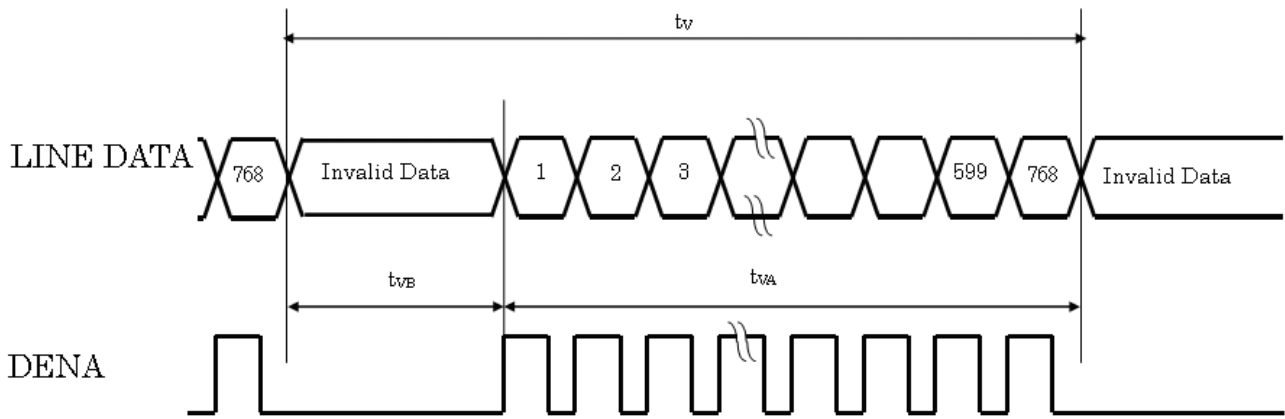 tV
LINE DATA 768 Invalid Data 1 2 3 599 768 Invalid Data
tVB tVA
DENA